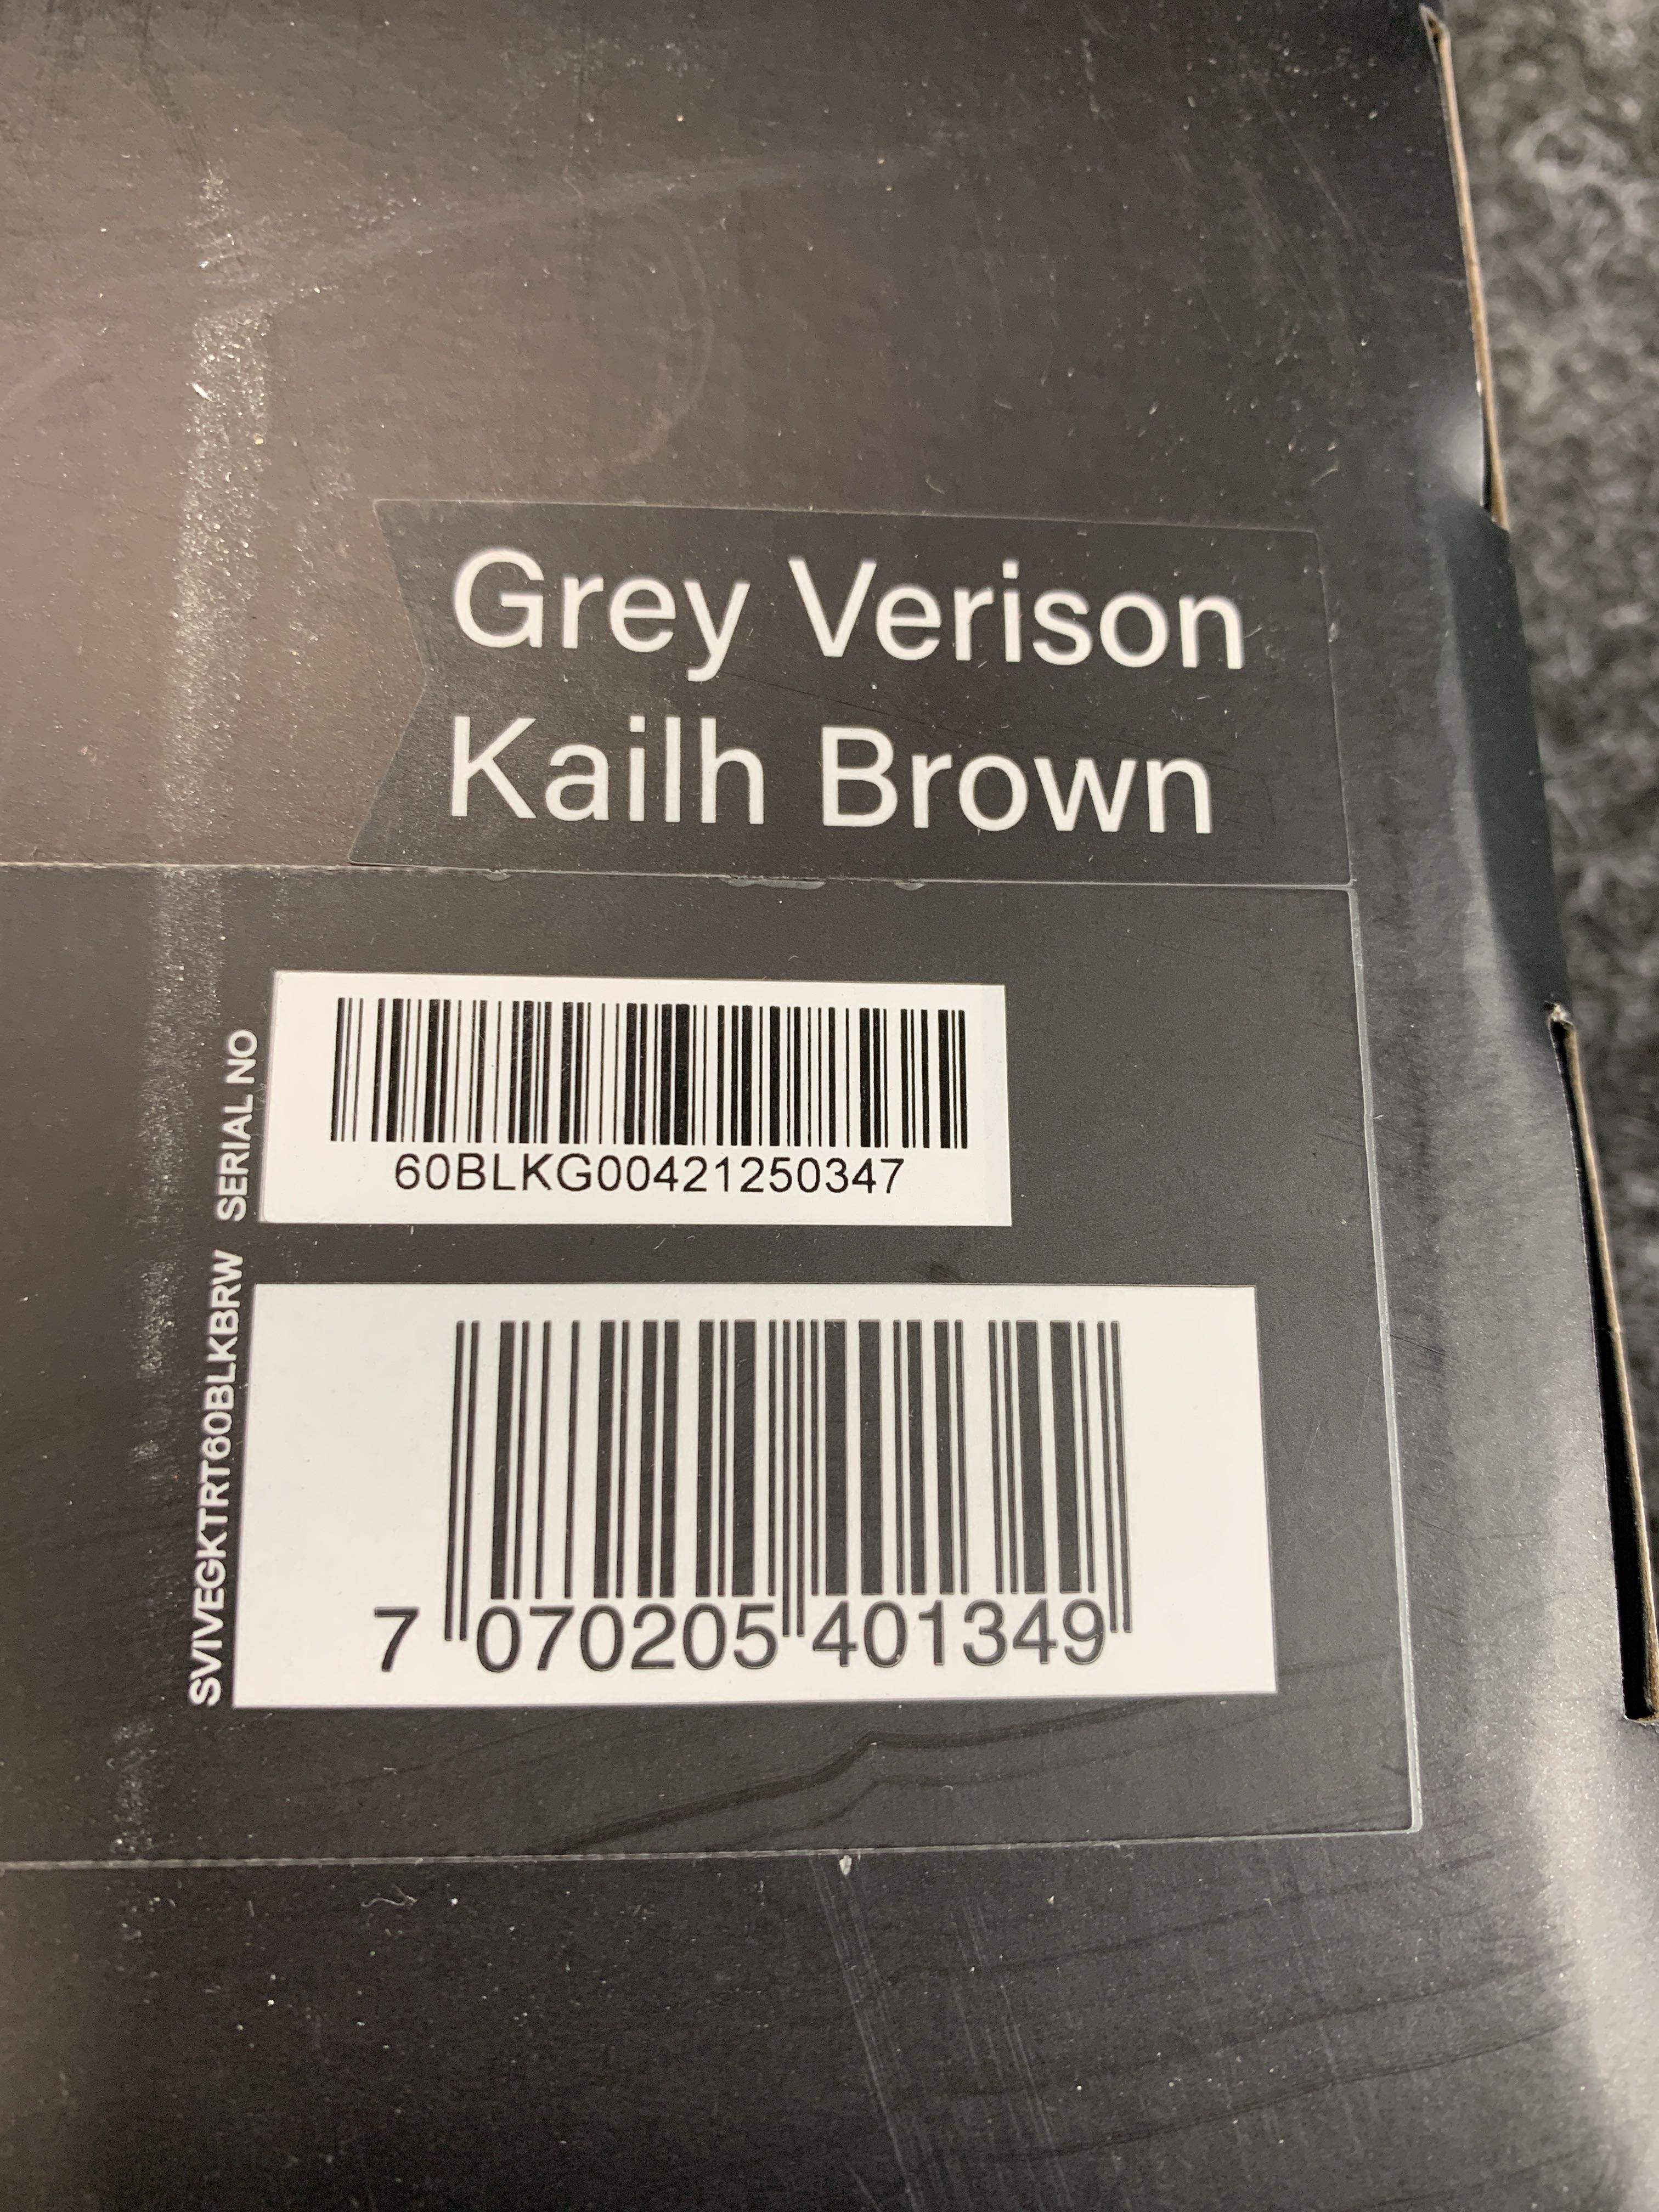 Grey Verison
Kailh Brown
SERIAL NO
60BLKG00421250347
SVIVEGKTRT60BLKBRW
7 070205 401349